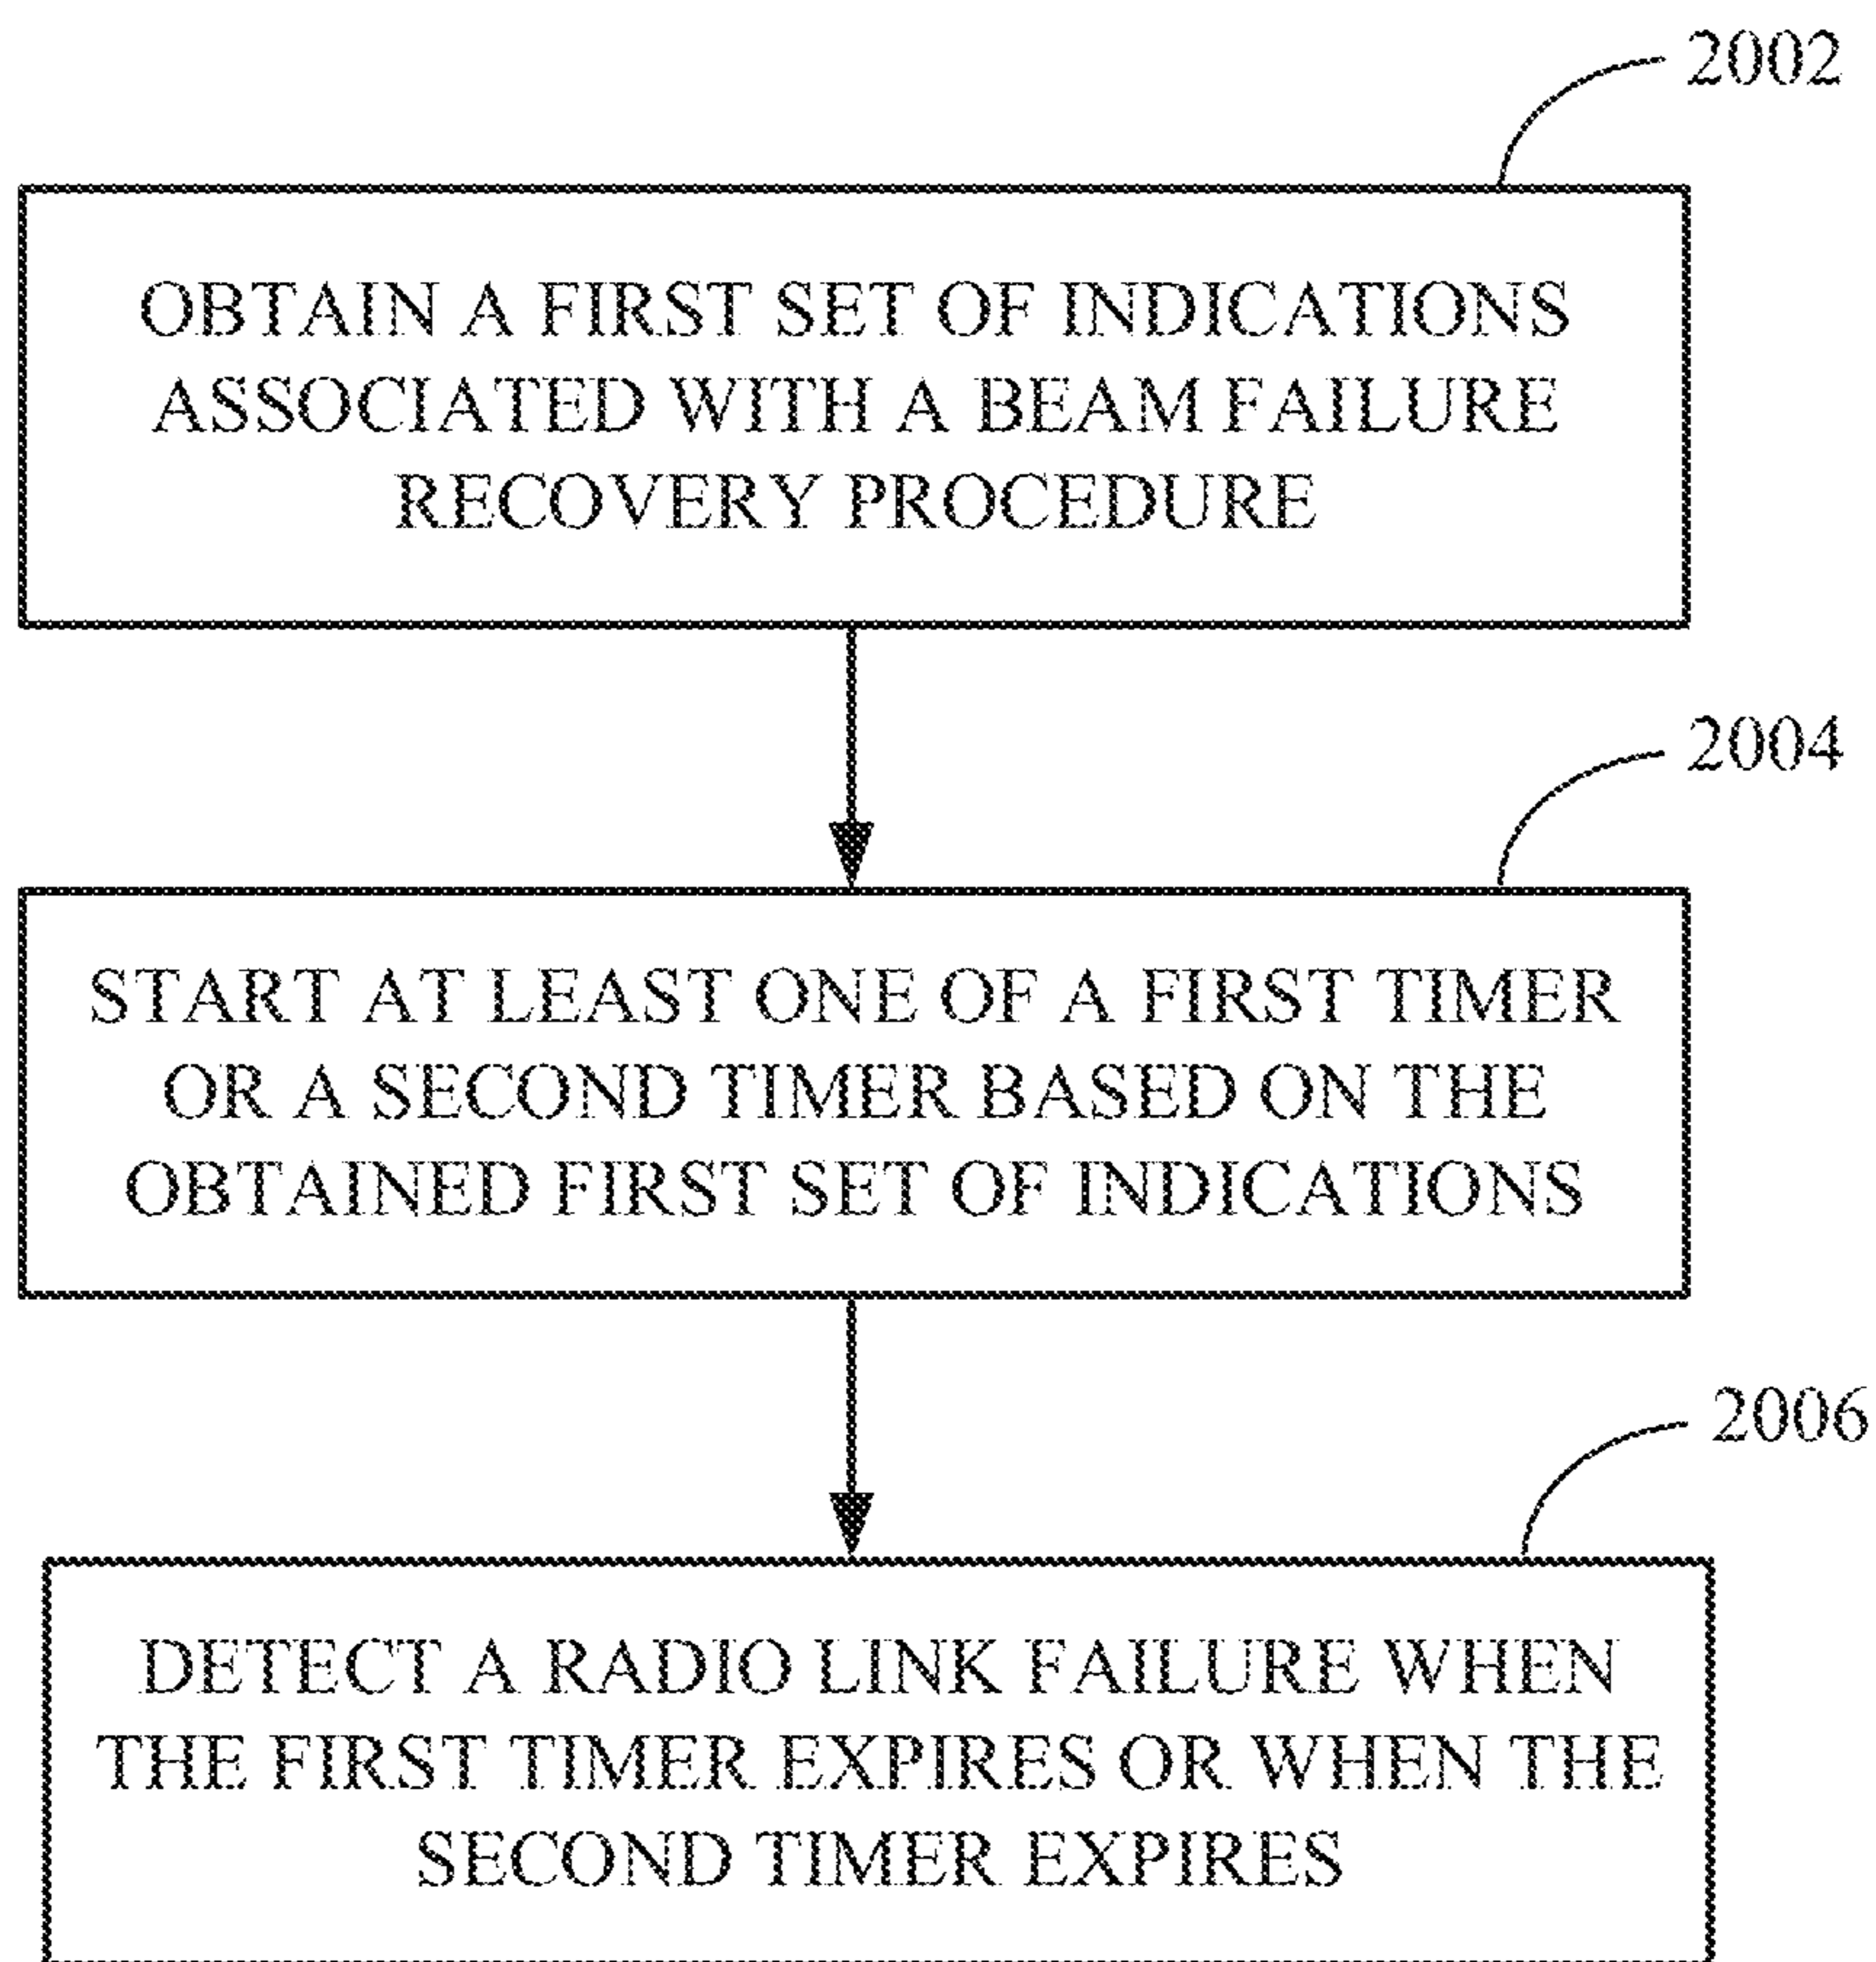 2002
OBTAIN A FIRST SET OF INDICATIONS
ASSOCIATED WITH A BEAM FAILURE
RECOVERY PROCEDURE
2004
START AT LEAST ONE OF A FIRST TIMER
OR A SECOND TIMER BASED ON THE
OBTAINED FIRST SET OF INDICATIONS
2006
DETECT A RADIO LINK FAILURE WHEN
THE FIRST TIMER EXPIRES OR WHEN THE
SECOND TIMER EXPIRES